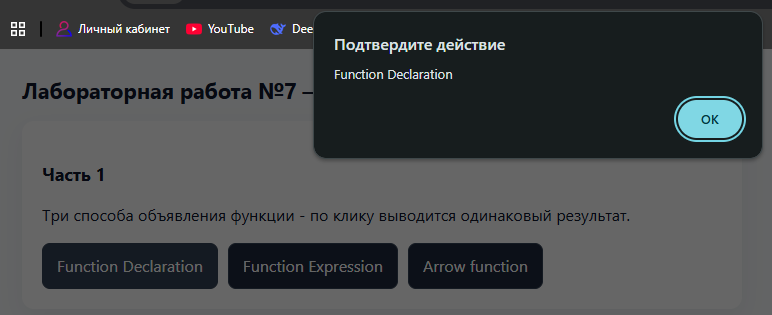 Личный кабинет
YouTube
Dee
Подтвердите действие
Function Declaration
OK
Лабораторная работа №7 –
Часть 1
Три способа объявления функции - по клику выводится одинаковый результат.
Function Declaration
Function Expression
Arrow function